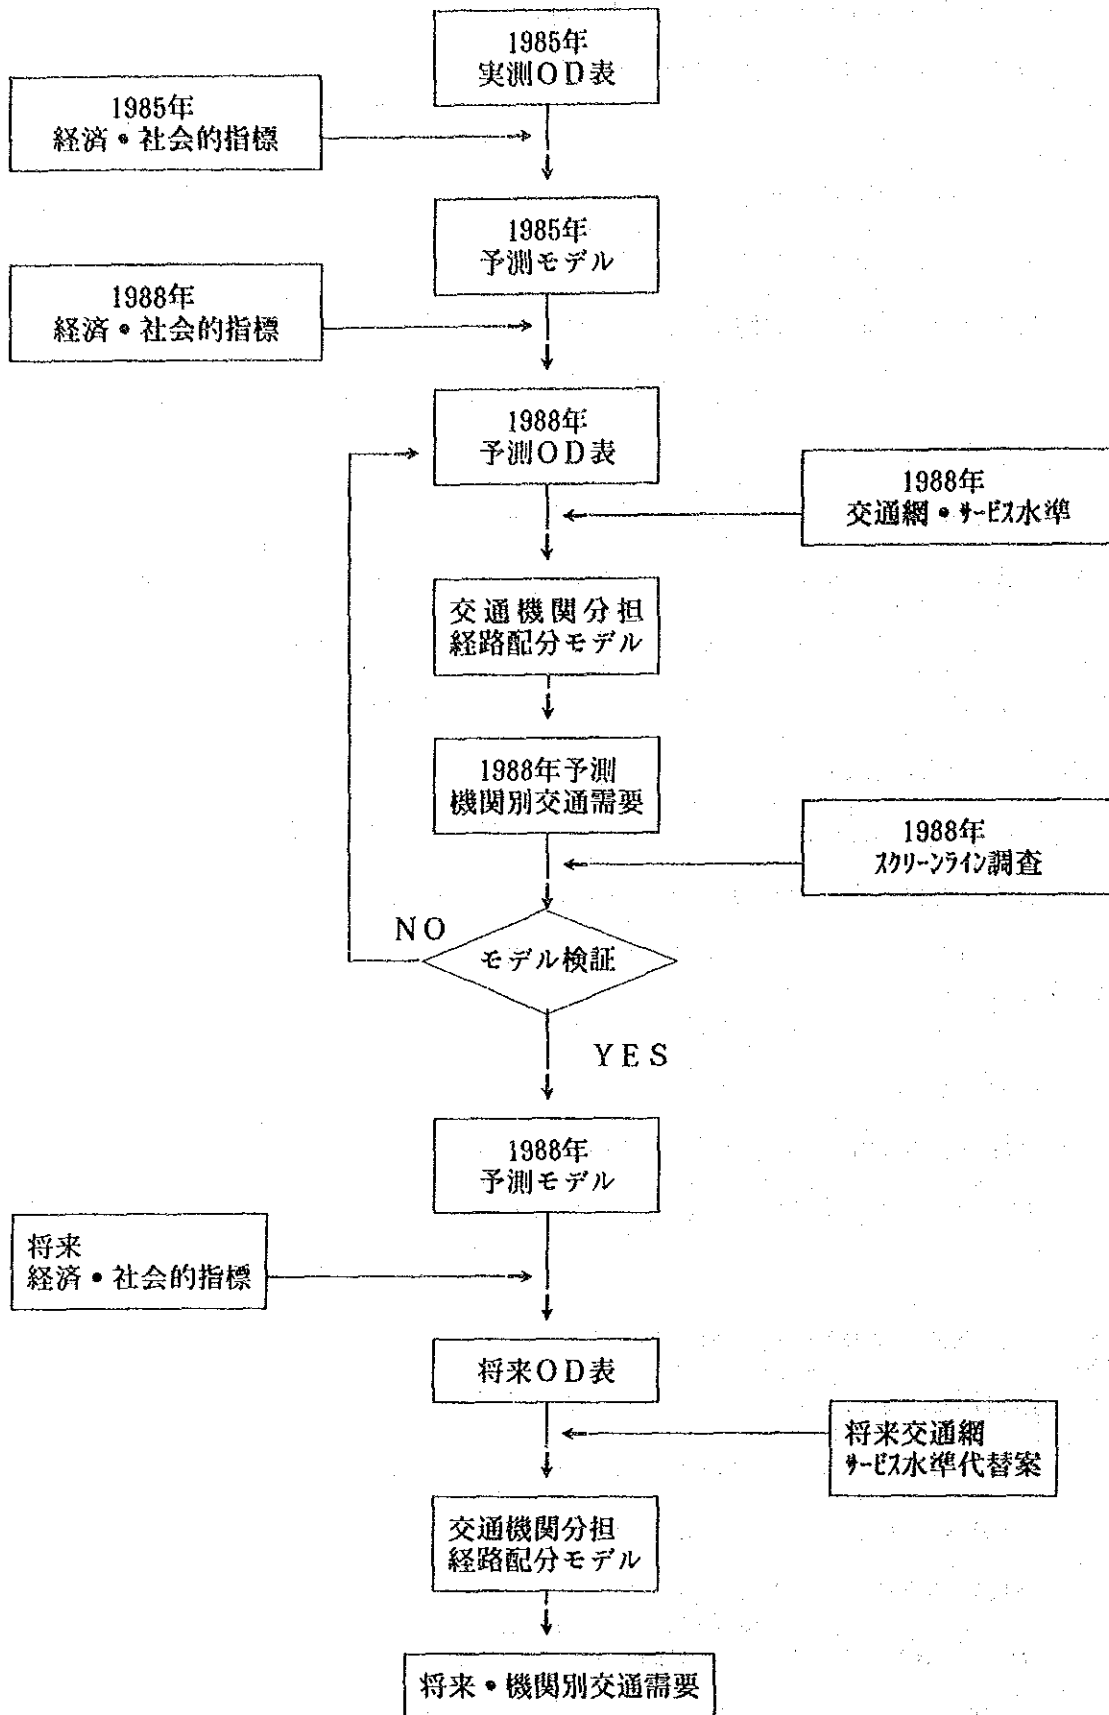 1985年
実測OD表
1985年
経済・社会的指標
1985年
予測モデル
1988年
経済・社会的指標
1988年
予測OD表
1988年
交通網・サービス水準
交通機関分担
経路配分モデル
1988年予測
機関別交通需要
1988年
スクリーンライン調査
NO
モデル検証
YES
1988年
予測モデル
将来
経済・社会的指標
将来OD表
将来交通網
サービス水準代替案
交通機関分担
経路配分モデル
将来・機関別交通需要